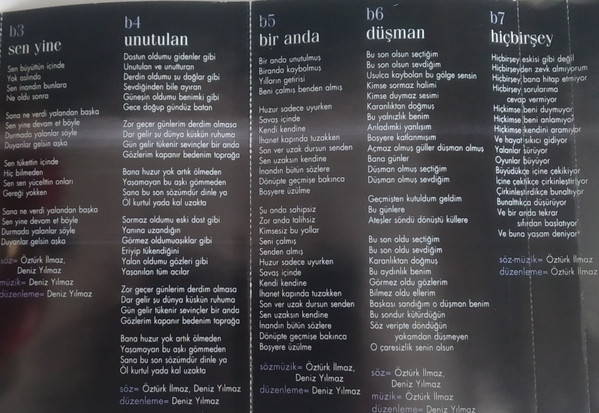 b3
sen yine
Sen büyüttün içinde
Yok aslında
Sen inandın bunlara
Ne oldu sonra
Sana ne verdi yalandan başka
Sen yine devam et böyle
Durmada yalanlar söyle
Duyanlar gelsin aşka
Sen tükettin içinde
Hiç bilmeden
Sen sen yücelttin onları
Gereği yokken
Sana ne verdi yalandan başka
Sen yine devam et böyle
Durmada yalanlar söyle
Duyanlar gelsin aşka
söz= Öztürk İlmaz,
Deniz Yılmaz
müzik= Deniz Yılmaz
düzenleme= Deniz Yılmaz
b4
unutulan
Dostun oldumu gidenler gibi
Unutulan ve unutturan
Derdin oldumu şu dağlar gibi
Sevdiğinden bile ayıran
Güneşin oldumu benimki gibi
Gece doğup gündüz batan
Zor geçer günlerim derdim olmasa
Dar gelir şu dünya küskün ruhuma
Gün gelir tükenir sevinçler bir anda
Gözlerim kapanır bedenim toprağa
Bana huzur yok artık ölmeden
Yaşamayan bu aşkı gömmeden
Sana bu son sözümdür dinle ya
Öl kurtul yada kal uzakta
Sormaz oldumu eski dost gibi
Yanına uzandığın
Görmez oldumuaşıklar gibi
Eriyip tükendiğini
Yalan oldumu gözleri gibi
Yaşanılan tüm acılar
Zor geçer günlerim derdim olmasa
Dar gelir şu dünya küskün ruhuma
Gün gelir tükenir sevinçler bir anda
Gözlerim kapanır bedenim toprağa
Bana huzur yok artık ölmeden
Yaşamayan bu aşkı gömmeden
Sana bu son sözümdür dinle ya
Öl kurtul yada kal uzakta
söz= Öztürk İlmaz, Deniz Yılmaz
müzik= Deniz Yılmaz
düzenleme= Deniz Yılmaz
b5
bir anda
Bir anda unutulmuş
Biranda kaybolmuş
Yılların getirisi
Beni çalmış benden almış
Huzur sadece uyurken
Savaş içinde
Kendi kendine
İhanet kapında tuzakken
Son ver uzak dursun senden
Sen uzaksın kendine
İnandın bütün sözlere
Dönüpte geçmişe bakınca
Boşyere üzülme
Şu anda sahipsiz
Zor anda talihsiz
Kimsesiz bu yollar
Seni çalmış
Senden almış
Huzur sadece uyurken
Savaş içinde
Kendi kendine
İhanet kapında tuzakken
Son ver uzak dursun senden
Sen uzaksın kendine
İnandın bütün sözlere
Dönüpte geçmişe bakınca
Boşyere üzülme
sözmüzik= Öztürk İlmaz,
Deniz Yılmaz
düzenleme= Deniz Yılmaz
b6
düşman
Bu son olsun seçtiğim
Bu son olsun sevdiğim
Usulca kaybolan bu gölge sensin
Kimse sormaz halimi
Kimse duymaz sesimi
Karanlıktan doğmuş
Bu yalnızlık benim
Anladımki yanlışım
Boşyere katlanmışım
Açmaz olmuş güller düşman olmuş
Bana günler
Düşman olmuş seçtiğim
Düşman olmuş sevdiğim
Geçmişten kutuldum geldim
Bu günlere
Ateşler söndü dönüştü küllere
Bu son oldu seçtiğim
Bu son oldu sevdiğim
Karanlıktan doğmuş
Bu aydınlık benim
Görmez oldu gözlerim
Bilmez oldu ellerim
Başkası sandığım o düşman benim
Bu sondur kütürdüğün
Söz veripte döndüğün
yakamdan düşmeyen
O çaresizlik senin olsun
söz= Öztürk İlmaz,
Deniz Yılmaz
müzik= Deniz Yılmaz
düzenleme= Deniz Yılmaz
b7
hiçbirşey
Hiçbirşey eskisi gibi değil
Hiçbirşeyden zevk almıyorum
Hiçbirşey bana hitap etmiyor
Hiçbirşey sorularıma
cevap vermiyor
Hiçkimse beni duymuyor
Hiçkimse beni anlamıyor
Hiçkimse kendini aramıyor
Ve hayat sıkıcı gidiyor
Yalanlar sürüyor
Oyunlar büyüyor
Büyüdükçe içine çekikiyor
İçine çektikçe çirkinleştiriyor
Çirkinleştirdikçe bunaltıyor
Bunaltıkça düşürüyor
Ve bir anda tekrar
sıfırdan başlatıyor
Ve buna yaşam deniyor
söz-müzik= Öztürk İlmaz
düzenleme= Öztürk İlmaz